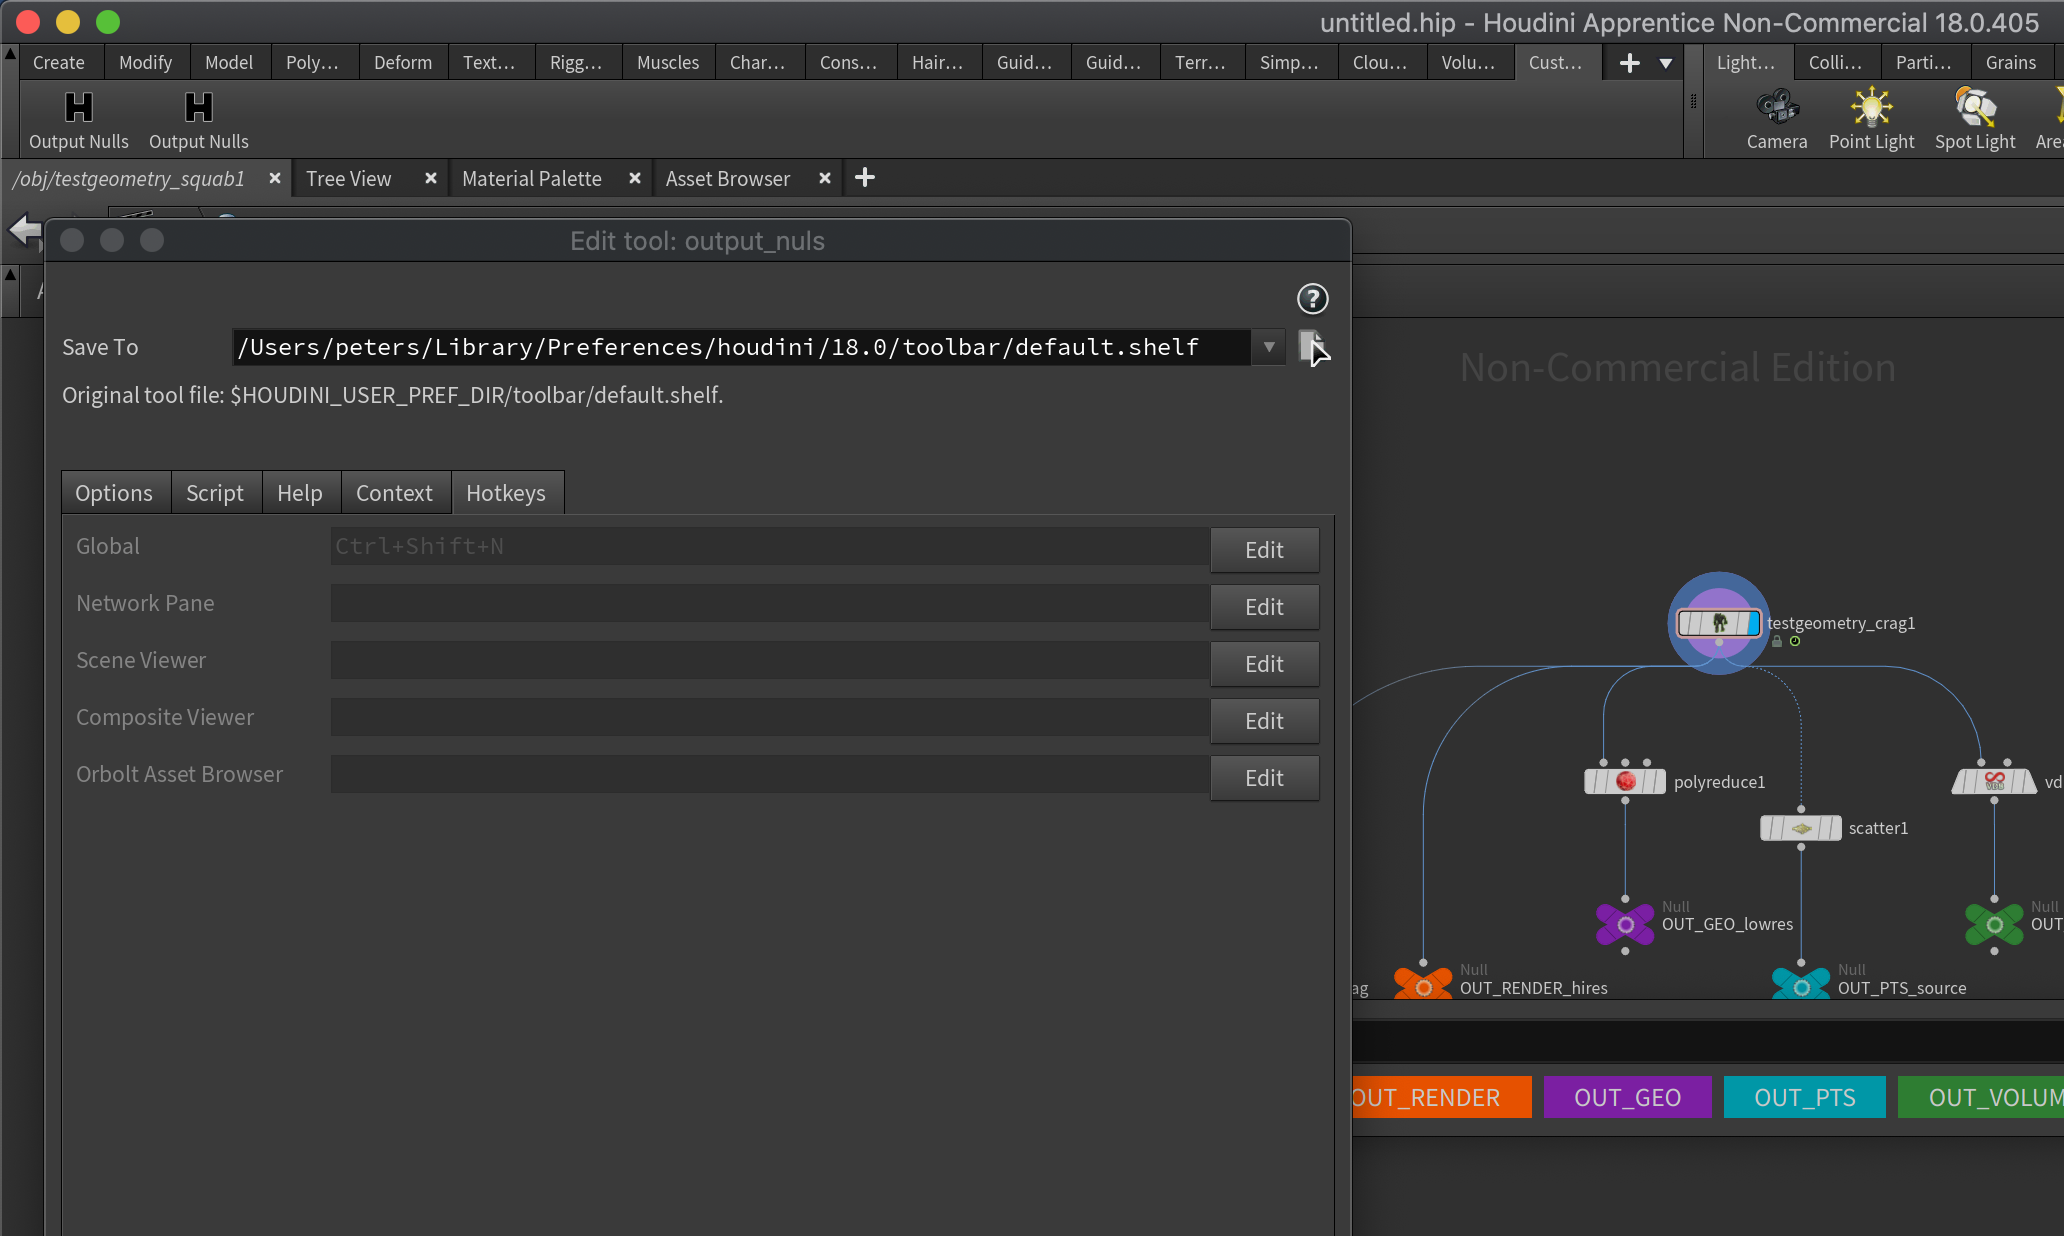 untitled.hip - Houdini Apprentice Non-Commercial 18.0.405
Create Modify Model Poly... Deform Text... Rigg... Muscles Char... Cons... Hair... Guid... Guid... Terr... Simp... Clou... Volu... Cust... Light... Colli... Parti... Grains
Output Nulls Output Nulls Camera Point Light Spot Light
/obj/testgeometry_squab1 Tree View Material Palette Asset Browser
Edit tool: output_nuls
Save To /Users/peters/Library/Preferences/houdini/18.0/toolbar/default.shelf
Original tool file: $HOUDINI_USER_PREF_DIR/toolbar/default.shelf.
Options Script Help Context Hotkeys
Global Ctrl+Shift+N Edit
Network Pane Edit
Scene Viewer Edit
Composite Viewer Edit
Orbolt Asset Browser Edit
Non-Commercial Edition
testgeometry_crag1
polyreduce1
scatter1
Null
OUT_GEO_lowres
Null
Null
OUT_RENDER_hires
Null
OUT_PTS_source
OUT_RENDER OUT_GEO OUT_PTS OUT_VOLUM